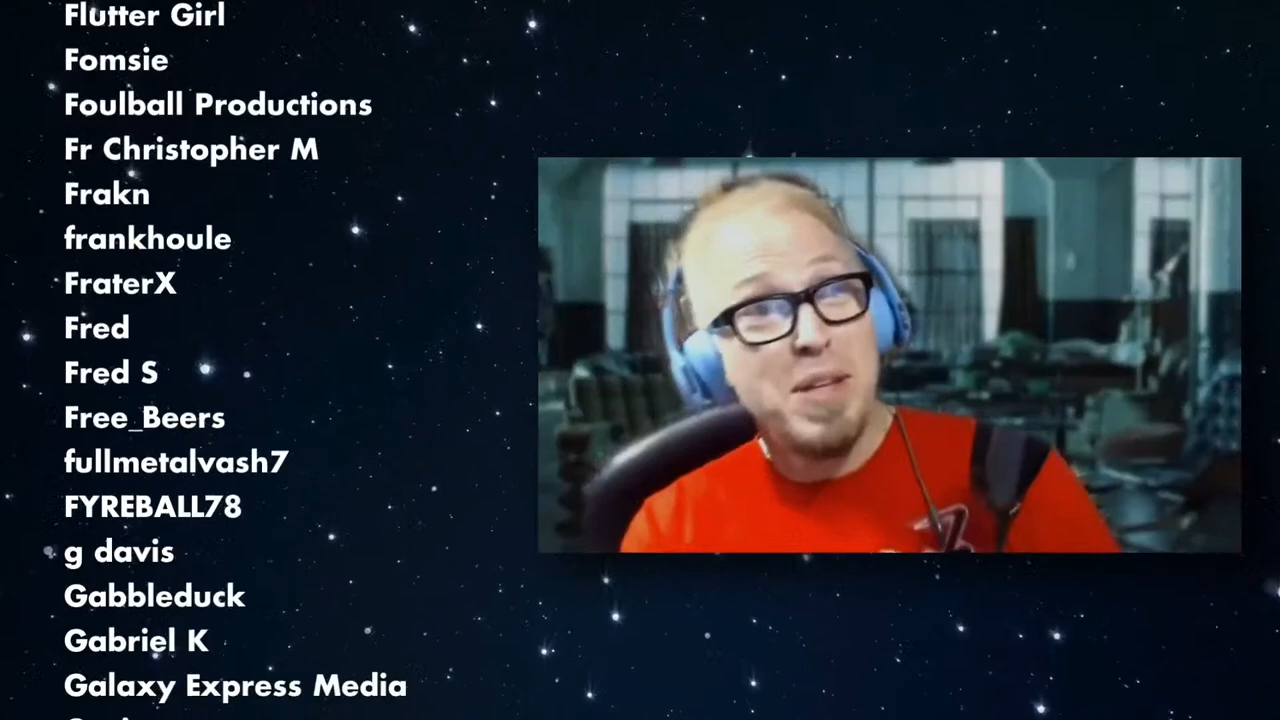 Flutter Girl
Fomsie
Foulball Productions
Fr Christopher M
Frakn
frankhoule
FraterX
Fred
Fred S
Free_Beers
fullmetalvash7
FYREBALL78
g davis
Gabbleduck
Gabriel K
Galaxy Express Media